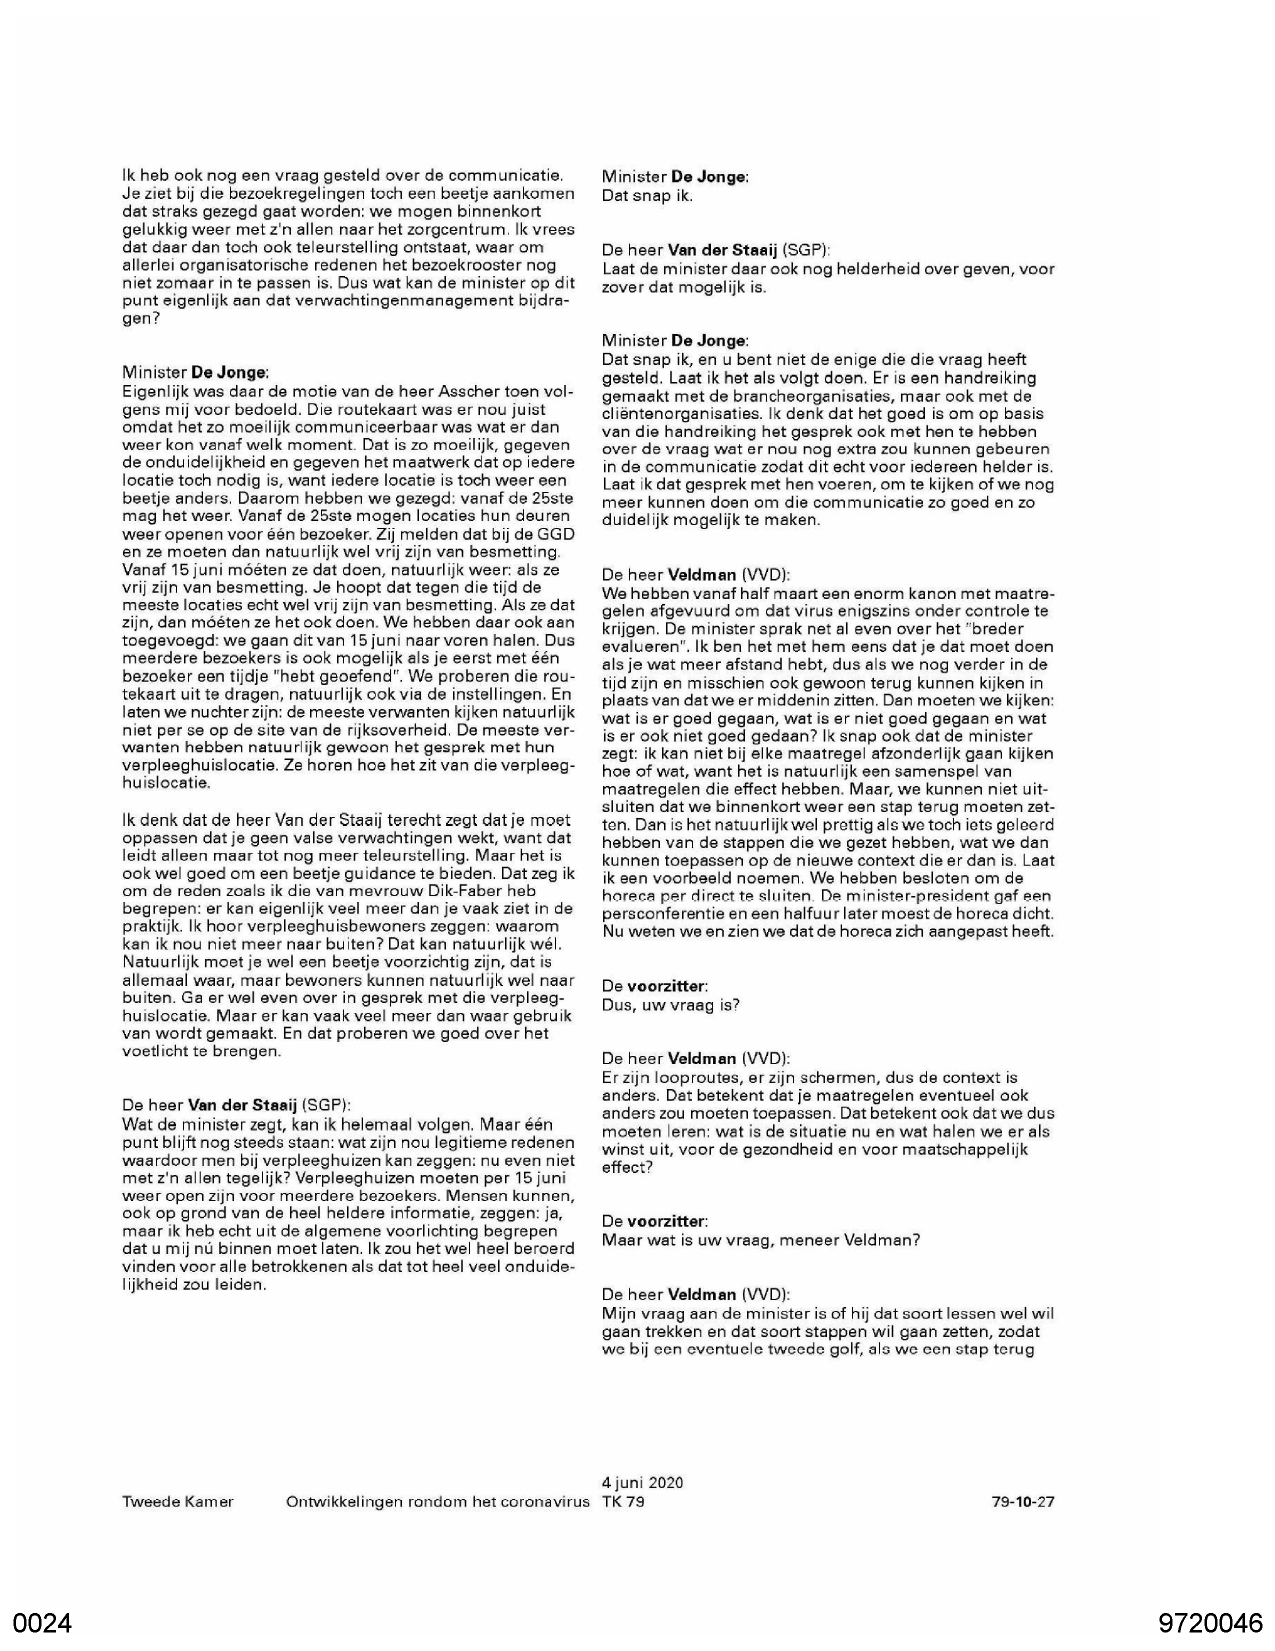 Ik heb ook nog een vraag gesteld over de communicatie.
Je ziet bij die bezoekregelingen toch een beetje aankomen
dat straks gezegd gaat worden: we mogen binnenkort
gelukkig weer met z'n allen naar het zorgcentrum. Ik vrees
dat daar dan toch ook teleurstelling ontstaat, waar om
allerlei organisatorische redenen het bezoekrooster nog
niet zomaar in te passen is. Dus wat kan de minister op dit
punt eigenlijk aan dat verwachtingenmanagement bijdra-
gen?
Minister De Jonge:
Eigenlijk was daar de motie van de heer Asscher toen vol-
gens mij voor bedoeld. Die routekaart was er nou juist
omdat het zo moeilijk communiceerbaar was wat er dan
weer kon vanaf welk moment. Dat is zo moeilijk, gegeven
de onduidelijkheid en gegeven het maatwerk dat op iedere
locatie toch nodig is, want iedere locatie is toch weer een
beetje anders. Daarom hebben we gezegd: vanaf de 25ste
mag het weer. Vanaf de 25ste mogen locaties hun deuren
weer openen voor één bezoeker. Zij melden dat bij de GGD
en ze moeten dan natuurlijk wel vrij zijn van besmetting.
Vanaf 15 juni móéten ze dat doen, natuurlijk weer: als ze
vrij zijn van besmetting. Je hoopt dat tegen die tijd de
meeste locaties echt wel vrij zijn van besmetting. Als ze dat
zijn, dan móéten ze het ook doen. We hebben daar ook aan
toegevoegd: we gaan dit van 15 juni naar voren halen. Dus
meerdere bezoekers is ook mogelijk als je eerst met één
bezoeker een tijdje "hebt geoefend". We proberen die rou-
tekaart uit te dragen, natuurlijk ook via de instellingen. En
laten we nuchter zijn: de meeste verwanten kijken natuurlijk
niet per se op de site van de rijksoverheid. De meeste ver-
wanten hebben natuurlijk gewoon het gesprek met hun
verpleeghuislocatie. Ze horen hoe het zit van die verpleeg-
huislocatie.
Ik denk dat de heer Van der Staaij terecht zegt dat je moet
oppassen dat je geen valse verwachtingen wekt, want dat
leidt alleen maar tot nog meer teleurstelling. Maar het is
ook wel goed om een beetje guidance te bieden. Dat zeg ik
om de reden zoals ik die van mevrouw Dik-Faber heb
begrepen: er kan eigenlijk veel meer dan je vaak ziet in de
praktijk. Ik hoor verpleeghuisbewoners zeggen: waarom
kan ik nou niet meer naar buiten? Dat kan natuurlijk wél.
Natuurlijk moet je wel een beetje voorzichtig zijn, dat is
allemaal waar, maar bewoners kunnen natuurlijk wel naar
buiten. Ga er wel even over in gesprek met die verpleeg-
huislocatie. Maar er kan vaak veel meer dan waar gebruik
van wordt gemaakt. En dat proberen we goed over het
voetlicht te brengen.
De heer Van der Staaij (SGP):
Wat de minister zegt, kan ik helemaal volgen. Maar één
punt blijft nog steeds staan: wat zijn nou legitieme redenen
waardoor men bij verpleeghuizen kan zeggen: nu even niet
met z'n allen tegelijk? Verpleeghuizen moeten per 15 juni
weer open zijn voor meerdere bezoekers. Mensen kunnen,
ook op grond van de heel heldere informatie, zeggen: ja,
maar ik heb echt uit de algemene voorlichting begrepen
dat u mij nú binnen moet laten. Ik zou het wel heel beroerd
vinden voor alle betrokkenen als dat tot heel veel onduide-
lijkheid zou leiden.
Minister De Jonge:
Dat snap ik.
De heer Van der Staaij (SGP):
Laat de minister daar ook nog helderheid over geven, voor
zover dat mogelijk is.
Minister De Jonge:
Dat snap ik, en u bent niet de enige die die vraag heeft
gesteld. Laat ik het als volgt doen. Er is een handreiking
gemaakt met de brancheorganisaties, maar ook met de
cliëntenorganisaties. Ik denk dat het goed is om op basis
van die handreiking het gesprek ook met hen te hebben
over de vraag wat er nou nog extra zou kunnen gebeuren
in de communicatie zodat dit echt voor iedereen helder is.
Laat ik dat gesprek met hen voeren, om te kijken of we nog
meer kunnen doen om die communicatie zo goed en zo
duidelijk mogelijk te maken.
De heer Veldman (VVD):
We hebben vanaf half maart een enorm kanon met maatre-
gelen afgevuurd om dat virus enigszins onder controle te
krijgen. De minister sprak net al even over het "breder
evalueren". Ik ben het met hem eens dat je dat moet doen
als je wat meer afstand hebt, dus als we nog verder in de
tijd zijn en misschien ook gewoon terug kunnen kijken in
plaats van dat we er middenin zitten. Dan moeten we kijken:
wat is er goed gegaan, wat is er niet goed gegaan en wat
is er ook niet goed gedaan? Ik snap ook dat de minister
zegt: ik kan niet bij elke maatregel afzonderlijk gaan kijken
hoe of wat, want het is natuurlijk een samenspel van
maatregelen die effect hebben. Maar, we kunnen niet uit-
sluiten dat we binnenkort weer een stap terug moeten zet-
ten. Dan is het natuurlijk wel prettig als we toch iets geleerd
hebben van de stappen die we gezet hebben, wat we dan
kunnen toepassen op de nieuwe context die er dan is. Laat
ik een voorbeeld noemen. We hebben besloten om de
horeca per direct te sluiten. De minister-president gaf een
persconferentie en een halfuur later moest de horeca dicht.
Nu weten we en zien we dat de horeca zich aangepast heeft.
De voorzitter:
Dus, uw vraag is?
De heer Veldman (VVD):
Er zijn looproutes, er zijn schermen, dus de context is
anders. Dat betekent dat je maatregelen eventueel ook
anders zou moeten toepassen. Dat betekent ook dat we dus
moeten leren: wat is de situatie nu en wat halen we er als
winst uit, voor de gezondheid en voor maatschappelijk
effect?
De voorzitter:
Maar wat is uw vraag, meneer Veldman?
De heer Veldman (VVD):
Mijn vraag aan de minister is of hij dat soort lessen wel wil
gaan trekken en dat soort stappen wil gaan zetten, zodat
we bij een eventuele tweede golf, als we een stap terug
4 juni 2020
Tweede Kamer Ontwikkelingen rondom het coronavirus TK 79 79-10-27
0024 9720046